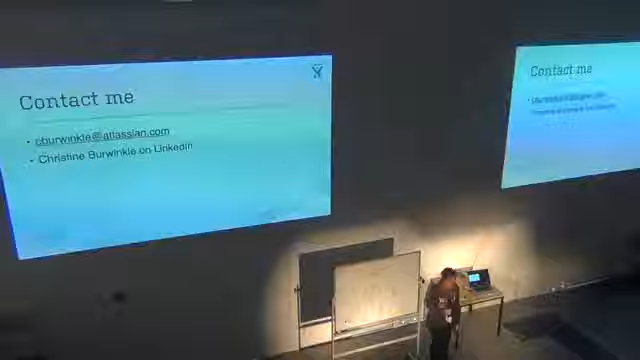 Contact me
• cburwinkle@atlassian.com
• Christine Burwinkle on LinkedIn
Contact me